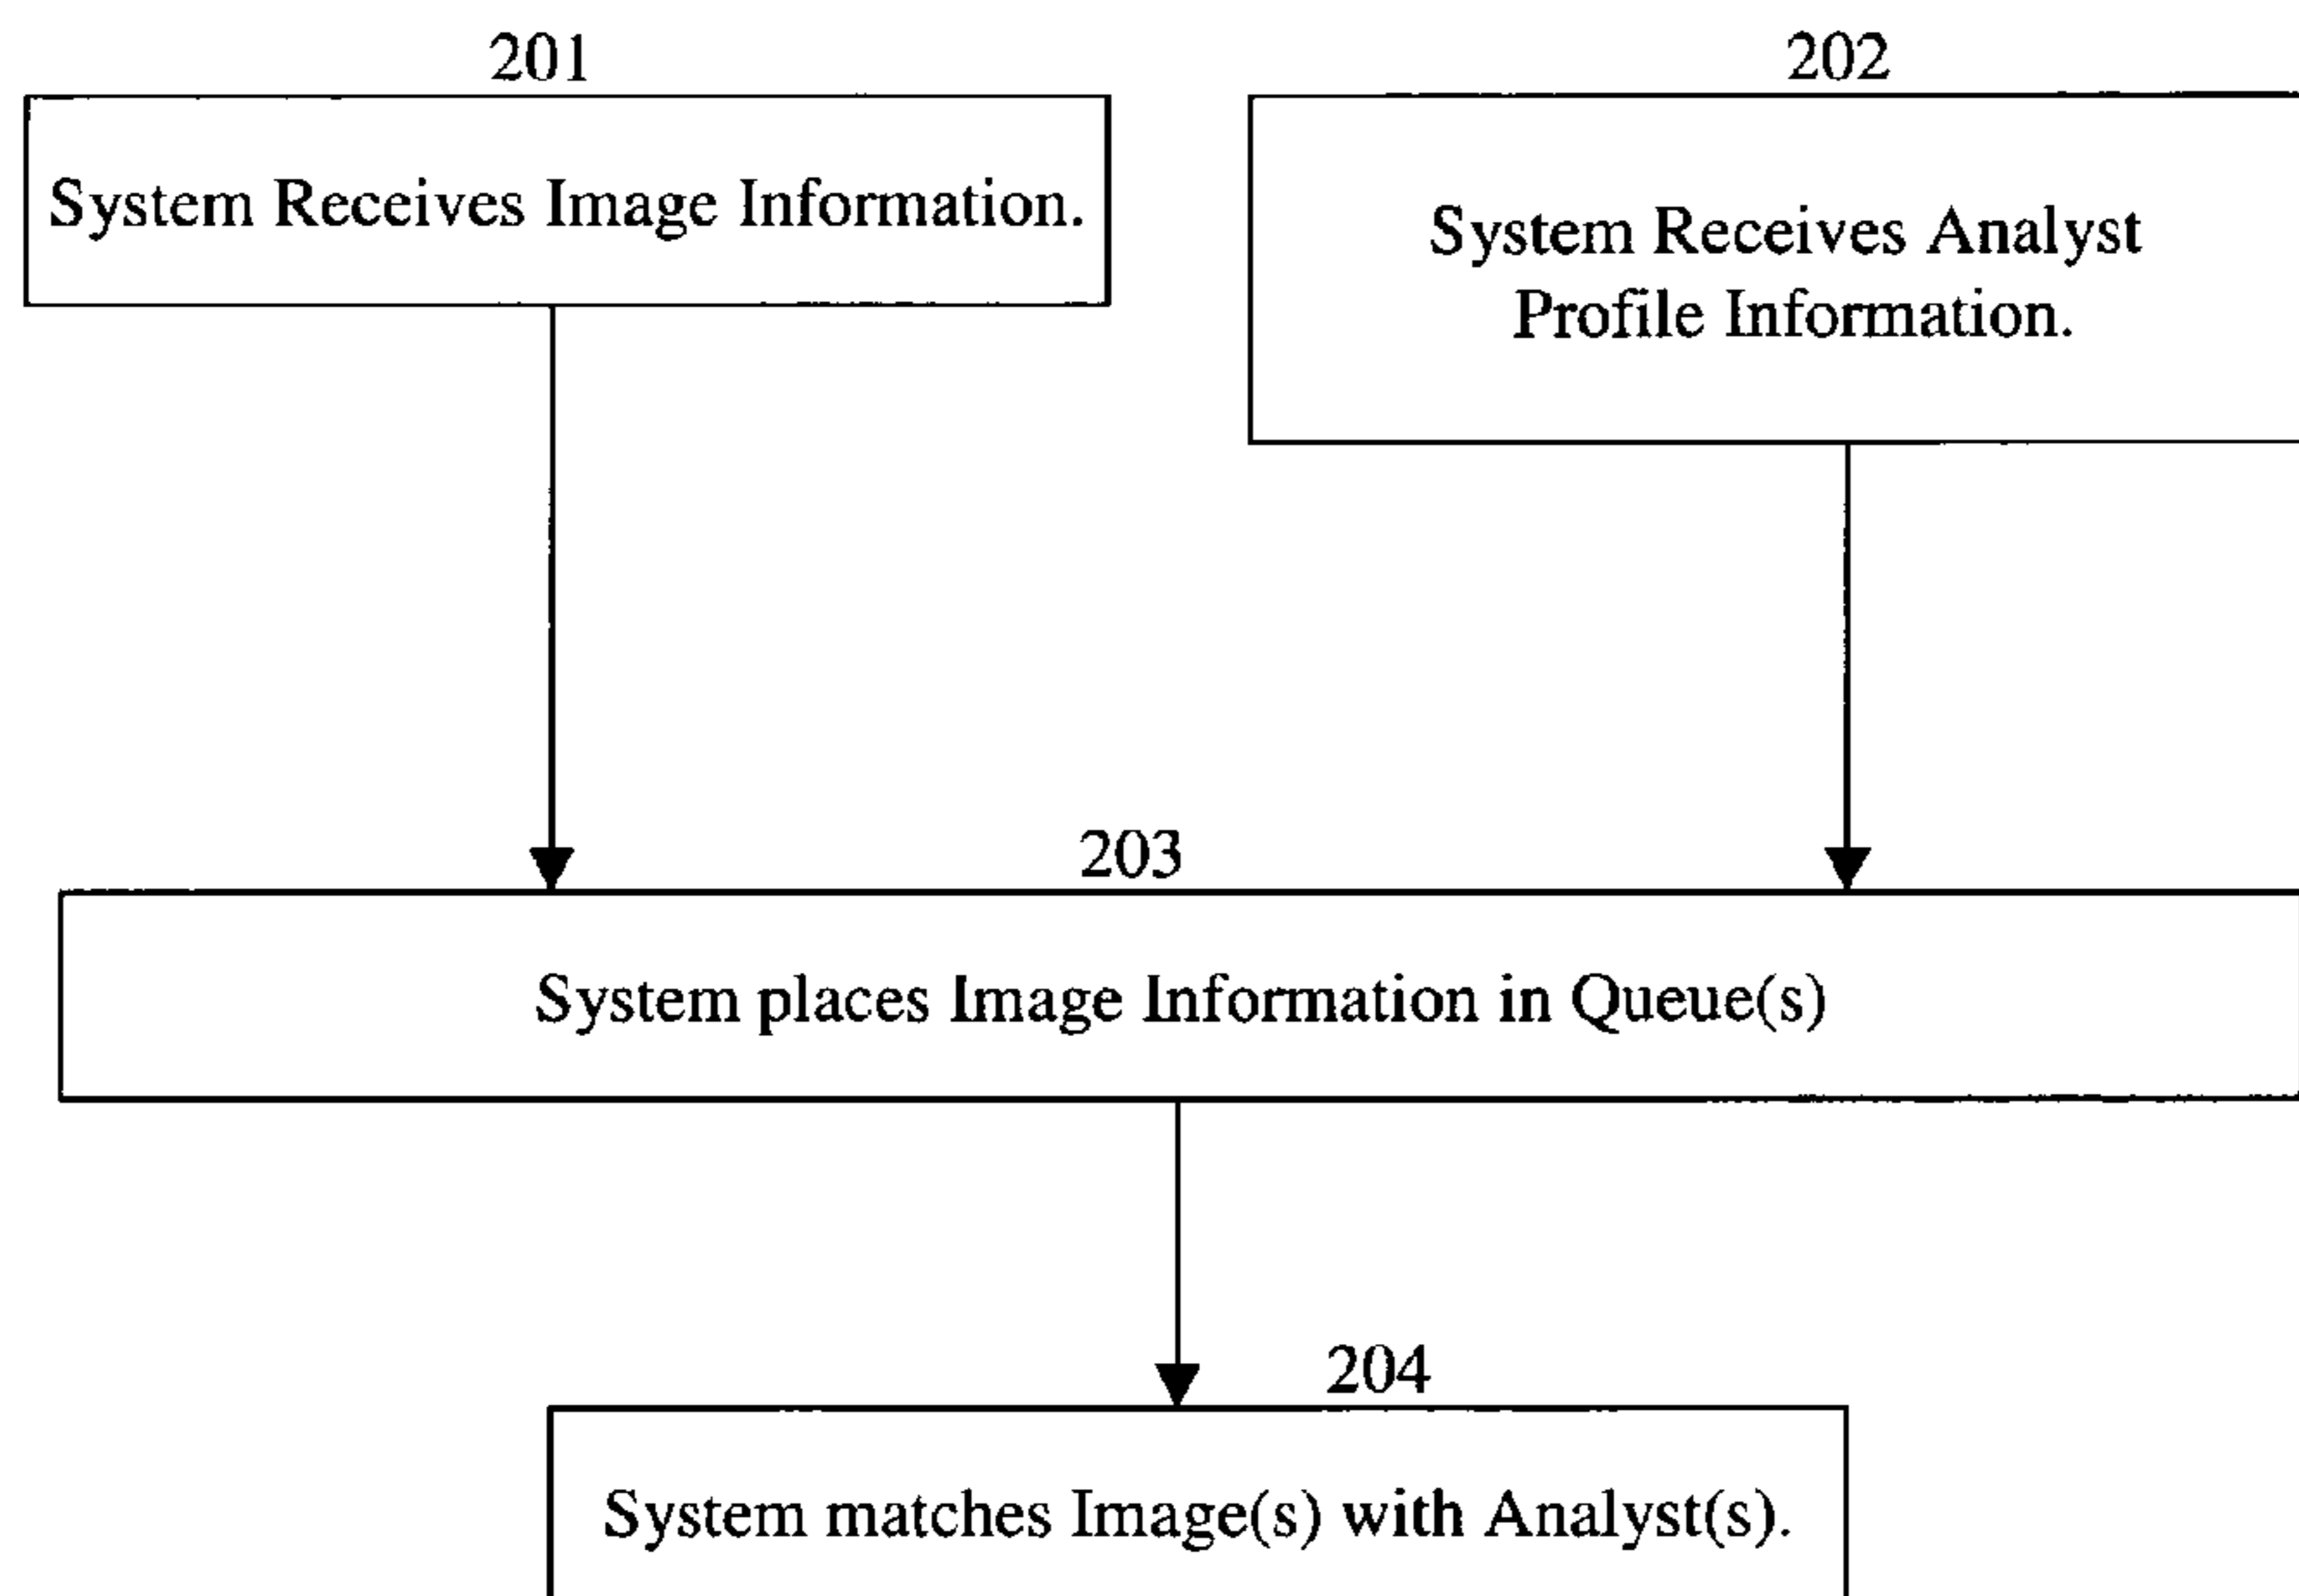 201
System Receives Image Information.
202
System Receives Analyst
Profile Information.
203
System places Image Information in Queue(s)
204
System matches Image(s) with Analyst(s).